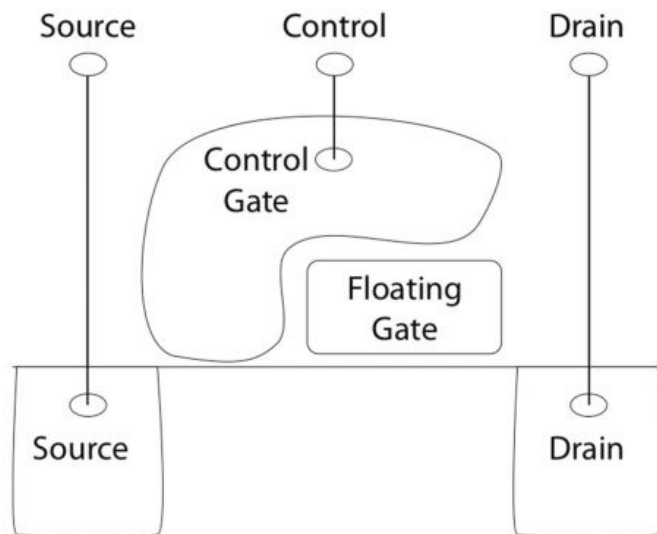 Source
Control
Drain
Control
Gate
Floating
Gate
Source
Drain